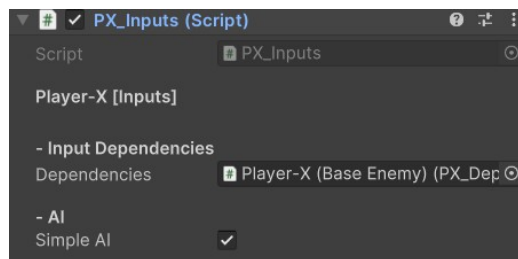 PX_Inputs (Script)
Script PX_Inputs
Player-X [Inputs]
- Input Dependencies
Dependencies Player-X (Base Enemy) (PX_Dep
- AI
Simple AI